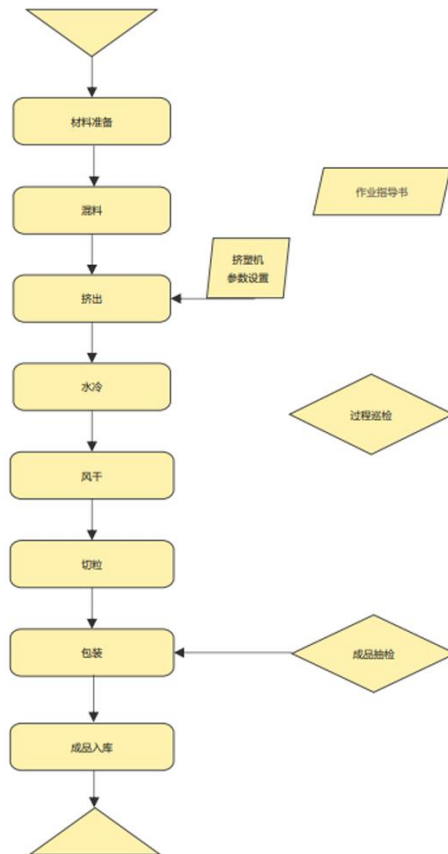 材料准备
作业指导书
混料
挤塑机
参数设置
挤出
水冷
过程巡检
风干
切粒
包装
成品抽检
成品入库